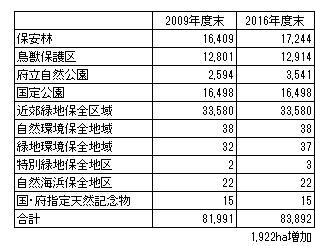 2009年度末 2016年度末
保安林 16,409 17,244
鳥獣保護区 12,801 12,914
府立自然公園 2,594 3,541
国定公園 16,498 16,498
近郊緑地保全区域 33,580 33,580
自然環境保全地域 38 38
緑地環境保全地域 32 37
特別緑地保全地区 2 3
自然海浜保全地区 22 22
国・府指定天然記念物 15 15
合計 81,991 83,892
1,922ha増加